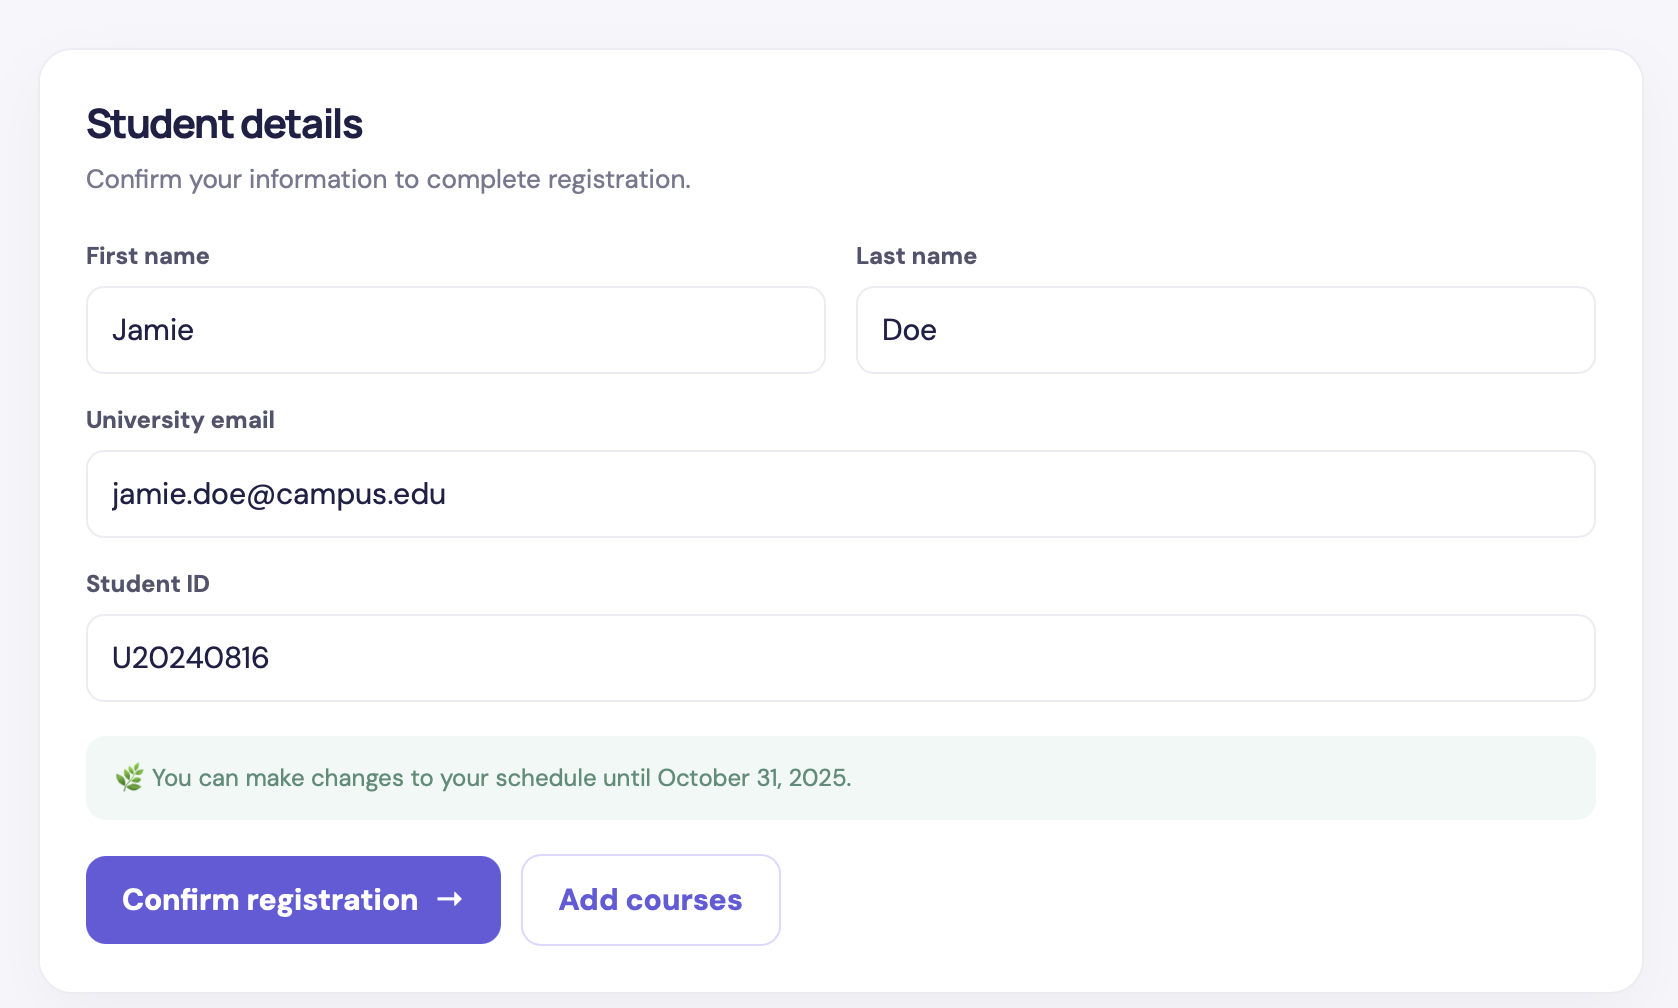 Student details
Confirm your information to complete registration.
First name
Last name
Jamie
Doe
University email
jamie.doe@campus.edu
Student ID
U20240816
🌿 You can make changes to your schedule until October 31, 2025.
Confirm registration →
Add courses